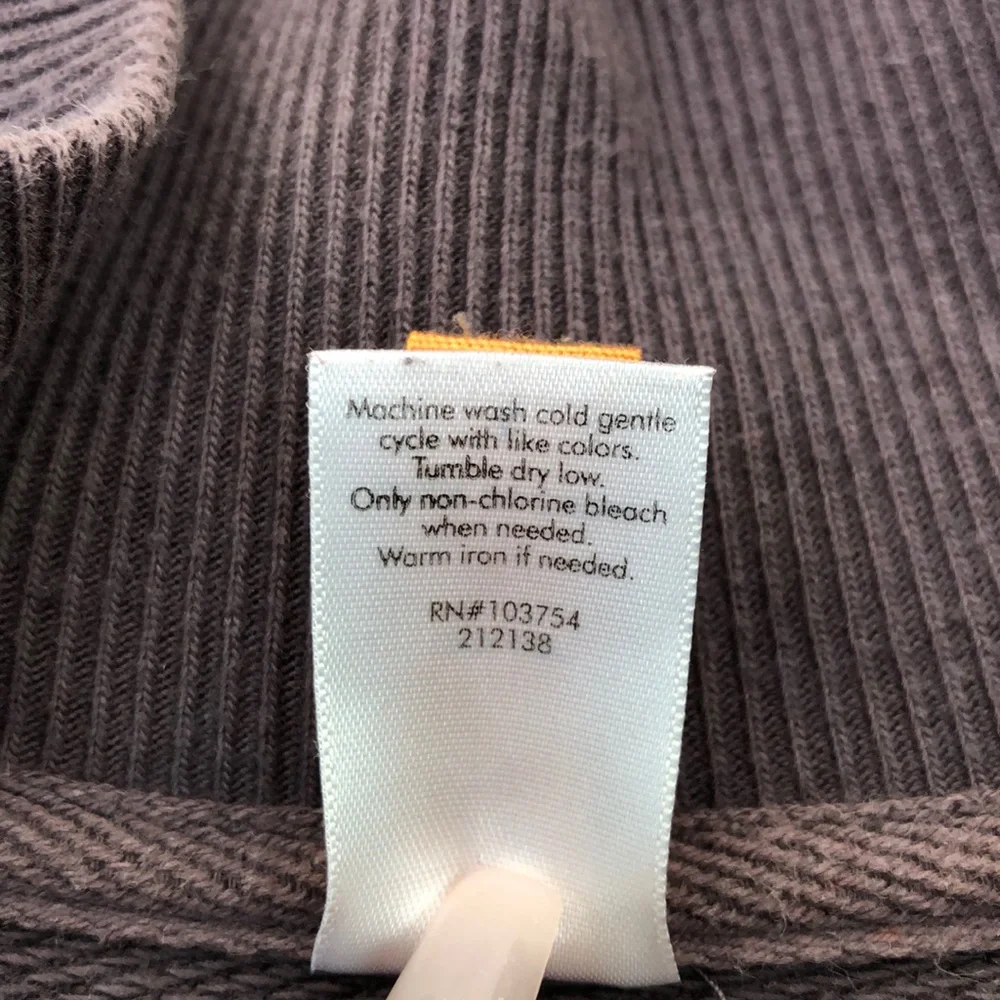 Machine wash cold gentle
cycle with like colors.
Tumble dry low.
Only non-chlorine bleach
when needed.
Warm iron if needed.
RN#103754
212138